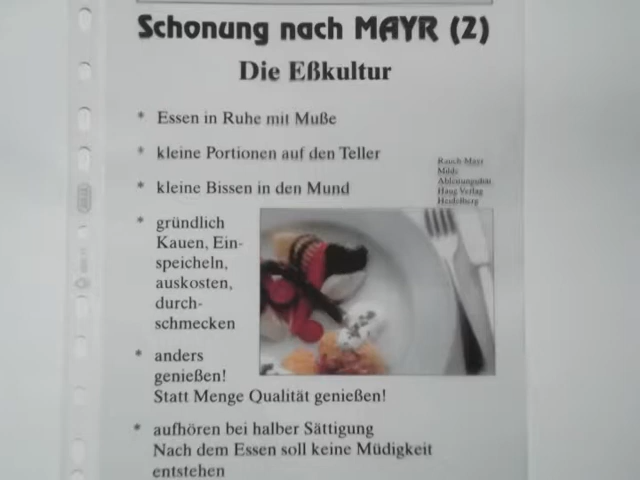 Schonung nach MAYR (2)
Die Eßkultur
* Essen in Ruhe mit Muße
* kleine Portionen auf den Teller
* kleine Bissen in den Mund
Rauch Mayr
Milde
Ableitungsdiät
Haug Verlag
Heidelberg
* gründlich
Kauen, Ein-
speicheln,
auskosten,
durch-
schmecken
* anders
genießen!
Statt Menge Qualität genießen!
* aufhören bei halber Sättigung
Nach dem Essen soll keine Müdigkeit
entstehen